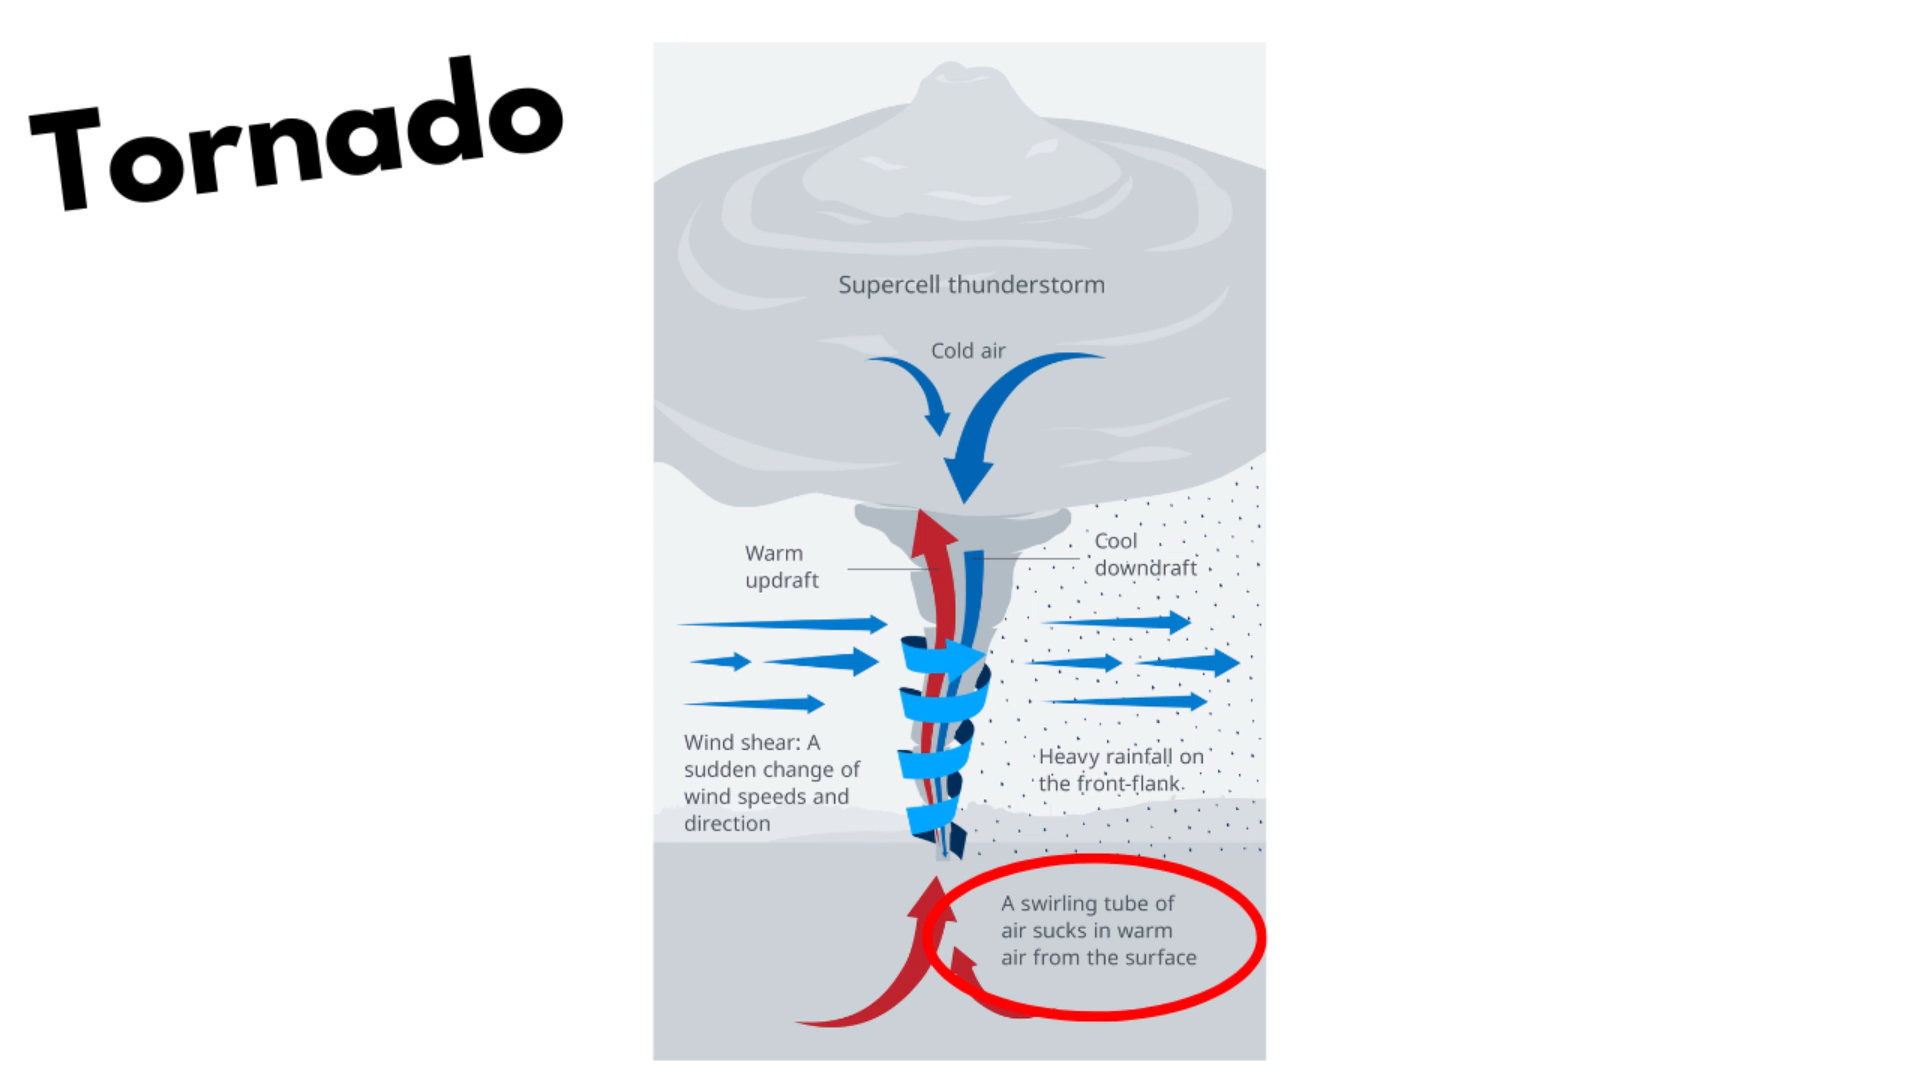 Tornado
Supercell thunderstorm
Cold air
Warm
updraft
Cool
downdraft
Wind shear: A
sudden change of
wind speeds and
direction
Heavy rainfall on
the front-flank.
A swirling tube of
air sucks in warm
air from the surface